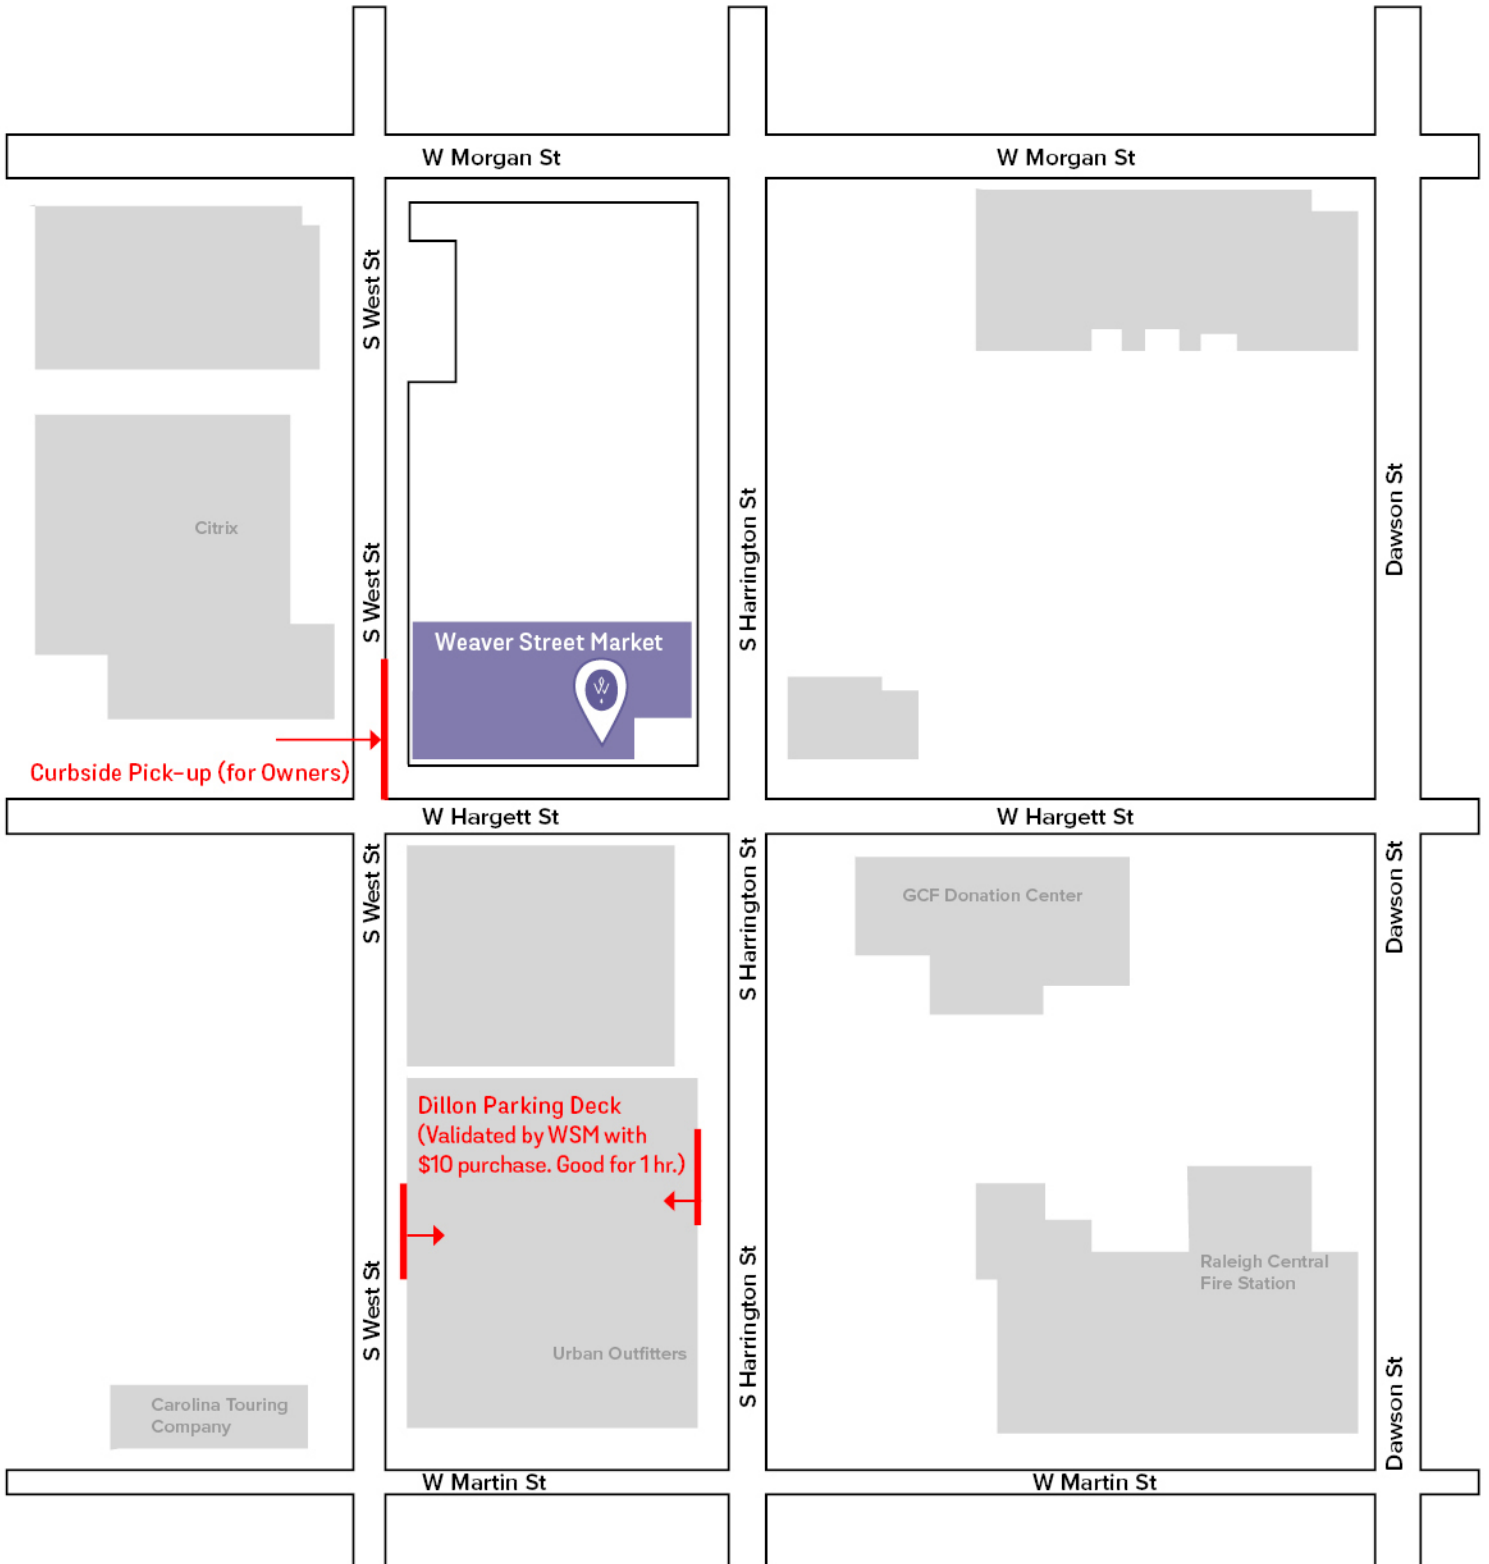 W Morgan St
W Morgan St
S West St
Dawson St
S Harrington St
Citrix
S West St
Weaver Street Market
W
Curbside Pick-up (for Owners)
W Hargett St
W Hargett St
S West St
S Harrington St
Dawson St
GCF Donation Center
Dillon Parking Deck
(Validated by WSM with
$10 purchase. Good for 1 hr.)
S West St
S Harrington St
Raleigh Central
Fire Station
Urban Outfitters
Dawson St
Carolina Touring
Company
W Martin St
W Martin St